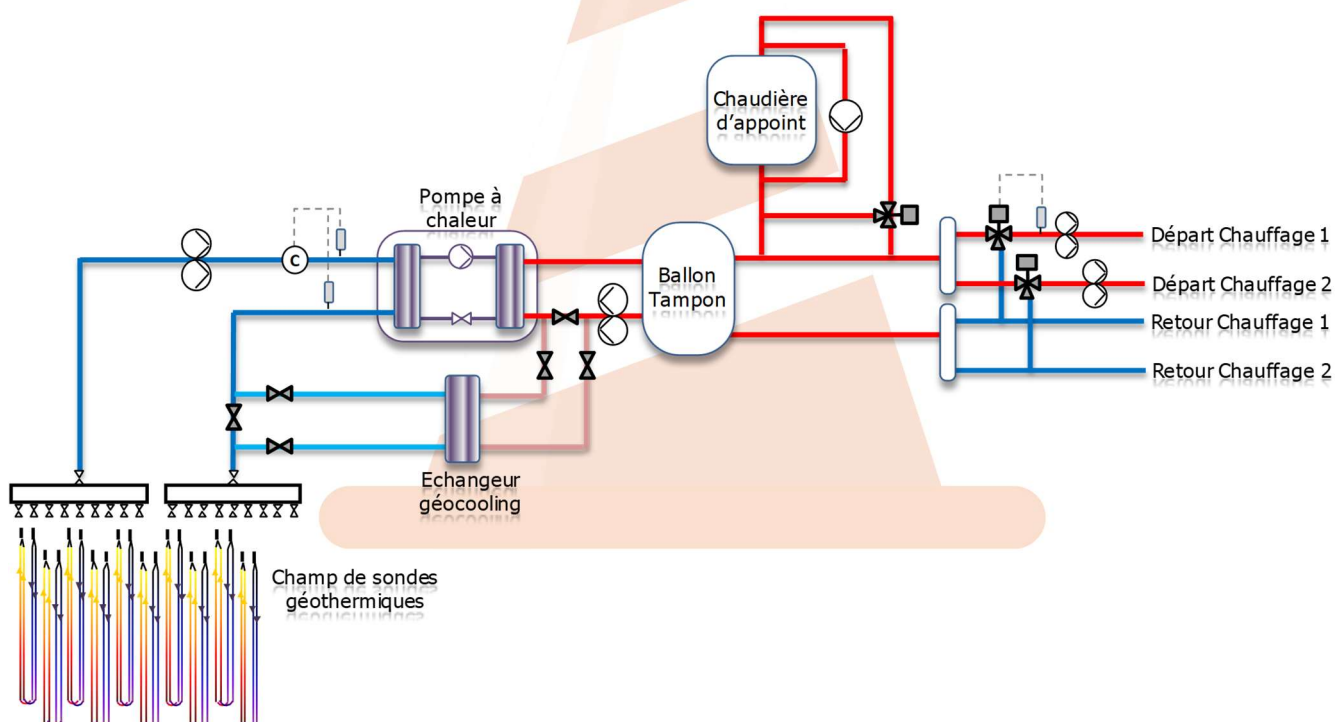 Chaudière
d'appoint
Pompe à
chaleur
C
Ballon
Tampon
Départ Chauffage 1
Départ Chauffage 2
Retour Chauffage 1
Retour Chauffage 2
Echangeur
géocooling
Champ de sondes
géothermiques